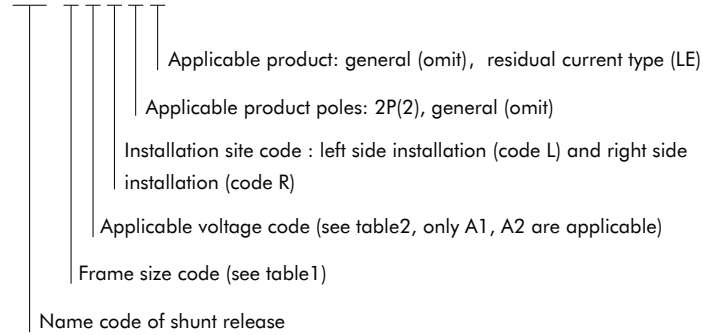 Applicable product: general (omit),  residual current type (LE)
Applicable product poles: 2P(2), general (omit)
Installation site code : left side installation (code L) and right side
installation (code R)
Applicable voltage code (see table2, only A1, A2 are applicable)
Frame size code (see table1)
Name code of shunt release